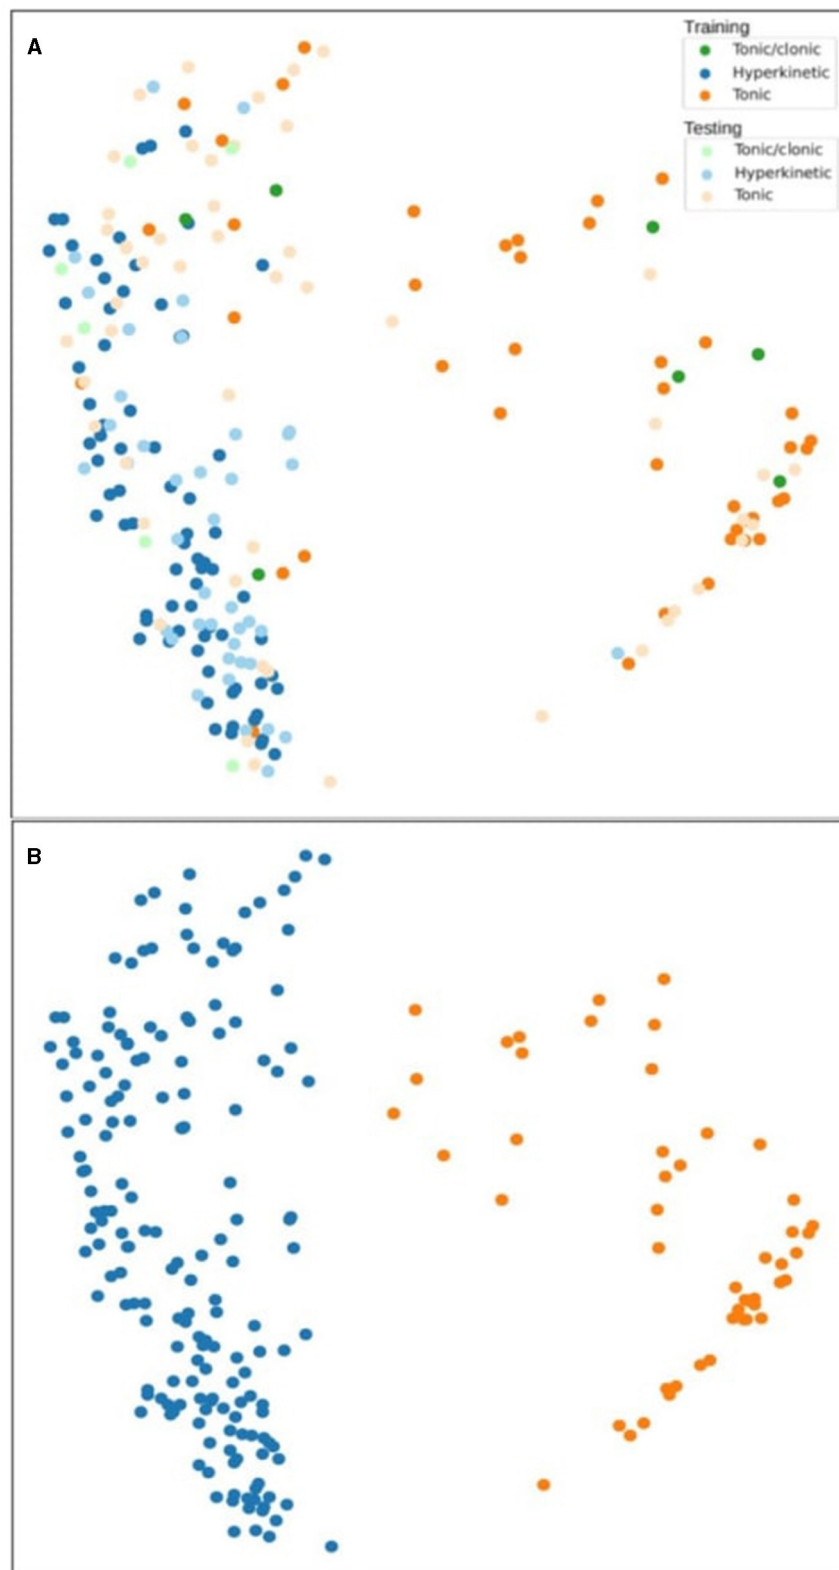 A
Training
Tonic/clonic
Hyperkinetic
Tonic
Testing
Tonic/clonic
Hyperkinetic
Tonic
B